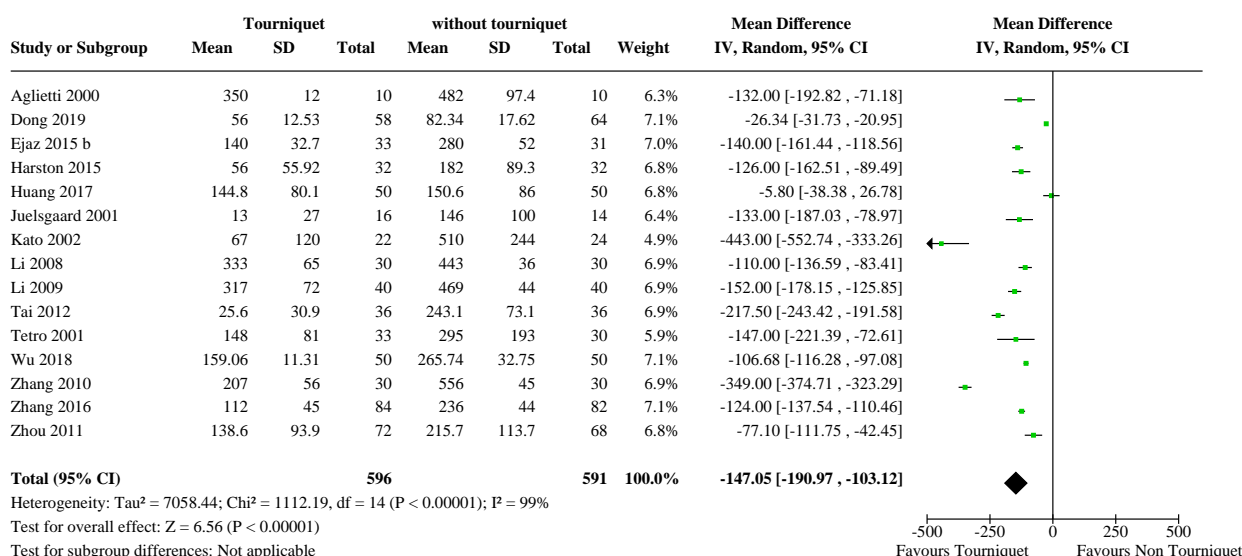 Tourniquet without tourniquet Mean Difference Mean Difference
Study or Subgroup Mean SD Total Mean SD Total Weight IV, Random, 95% CI IV, Random, 95% CI
Aglietti 2000 350 12 10 482 97.4 10 6.3% -132.00 [-192.82 , -71.18]
Dong 2019 56 12.53 58 82.34 17.62 64 7.1% -26.34 [-31.73 , -20.95]
Ejaz 2015 b 140 32.7 33 280 52 31 7.0% -140.00 [-161.44 , -118.56]
Harston 2015 56 55.92 32 182 89.3 32 6.8% -126.00 [-162.51 , -89.49]
Huang 2017 144.8 80.1 50 150.6 86 50 6.8% -5.80 [-38.38 , 26.78]
Juelsgaard 2001 13 27 16 146 100 14 6.4% -133.00 [-187.03 , -78.97]
Kato 2002 67 120 22 510 244 24 4.9% -443.00 [-552.74 , -333.26]
Li 2008 333 65 30 443 36 30 6.9% -110.00 [-136.59 , -83.41]
Li 2009 317 72 40 469 44 40 6.9% -152.00 [-178.15 , -125.85]
Tai 2012 25.6 30.9 36 243.1 73.1 36 6.9% -217.50 [-243.42 , -191.58]
Tetro 2001 148 81 33 295 193 30 5.9% -147.00 [-221.39 , -72.61]
Wu 2018 159.06 11.31 50 265.74 32.75 50 7.1% -106.68 [-116.28 , -97.08]
Zhang 2010 207 56 30 556 45 30 6.9% -349.00 [-374.71 , -323.29]
Zhang 2016 112 45 84 236 44 82 7.1% -124.00 [-137.54 , -110.46]
Zhou 2011 138.6 93.9 72 215.7 113.7 68 6.8% -77.10 [-111.75 , -42.45]
Total (95% CI) 596 591 100.0% -147.05 [-190.97 , -103.12]
Heterogeneity: Tau² = 7058.44; Chi² = 1112.19, df = 14 (P < 0.00001); I² = 99%
Test for overall effect: Z = 6.56 (P < 0.00001)
-500 -250 0 250 500
Test for subgroup differences: Not applicable Favours Tourniquet Favours Non Tourniquet